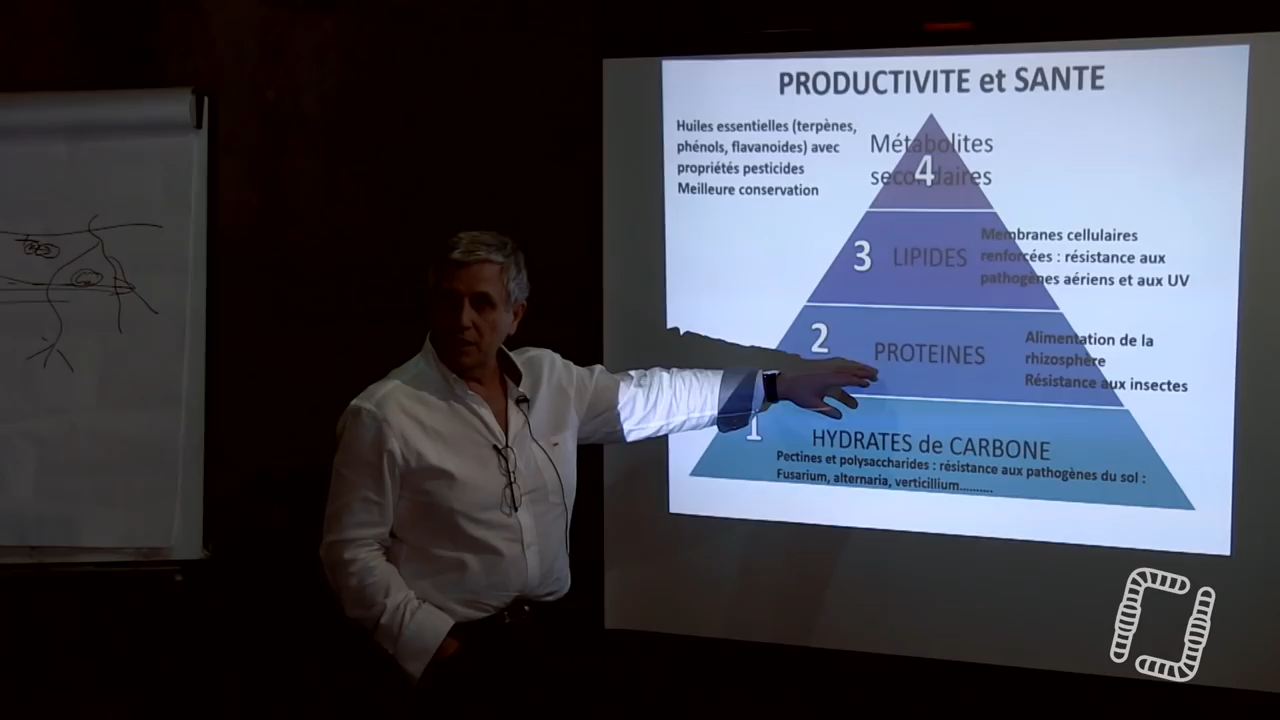 PRODUCTIVITE et SANTE
Huiles essentielles (terpènes,
phénols, flavanoides) avec
propriétés pesticides
Meilleure conservation
Métabolites
secondaires
4
3
LIPIDES
Membranes cellulaires
renforcées : résistance aux
pathogènes aériens et aux UV
2
PROTEINES
Alimentation de la
rhizosphère
Résistance aux insectes
1
HYDRATES de CARBONE
Pectines et polysaccharides : résistance aux pathogènes du sol :
Fusarium, alternaria, verticillium..........